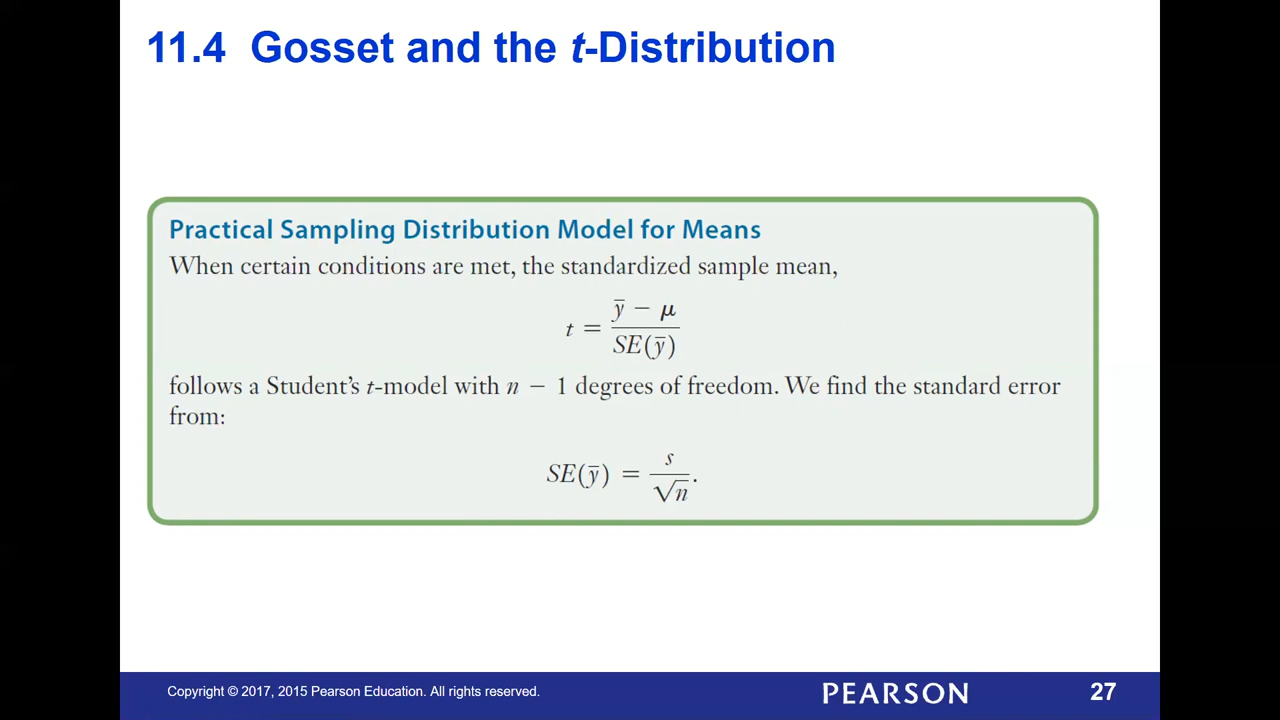 11.4 Gosset and the t-Distribution
Practical Sampling Distribution Model for Means
When certain conditions are met, the standardized sample mean,
t = (ȳ − μ) / SE(ȳ)
follows a Student’s t-model with n − 1 degrees of freedom. We find the standard error
from:
SE(ȳ) = s / √n.
Copyright © 2017, 2015 Pearson Education. All rights reserved.
PEARSON
27